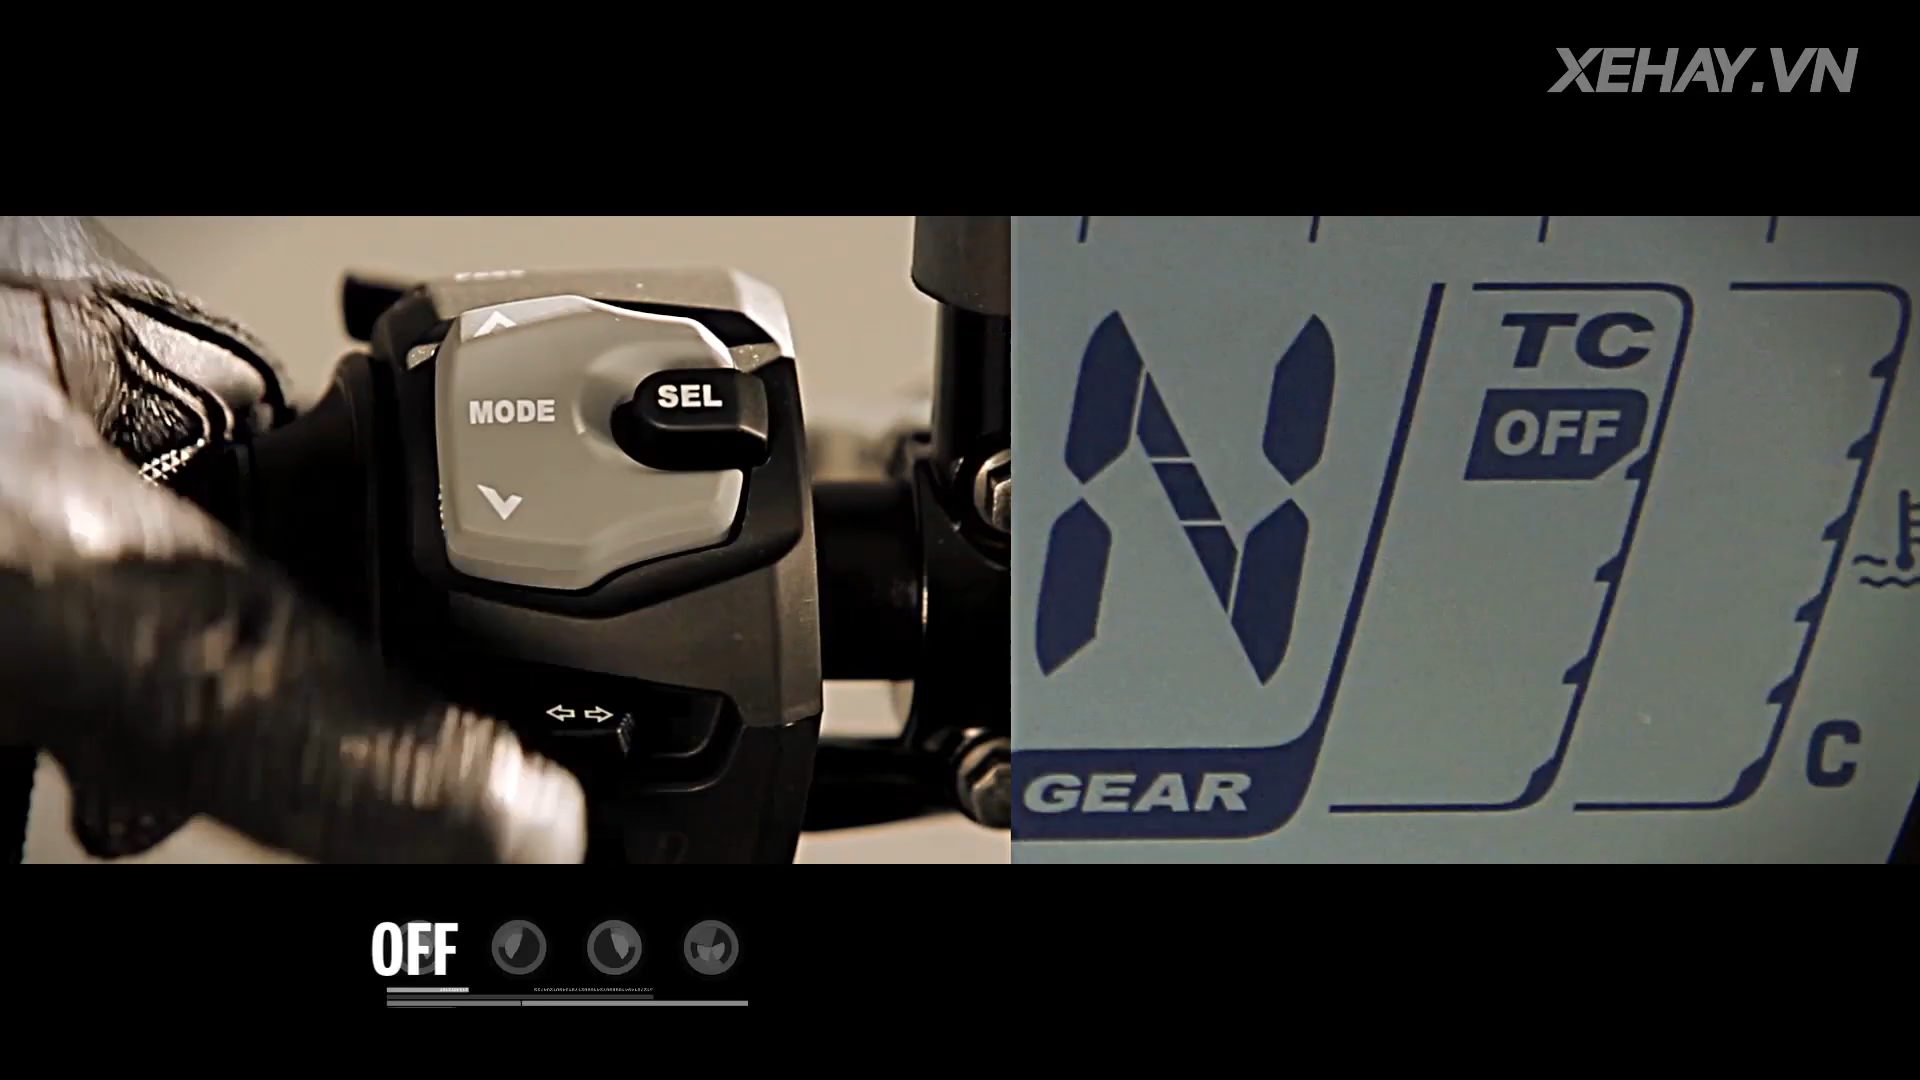 XEHAY.VN
MODE
SEL
N
TC
OFF
GEAR
C
OFF